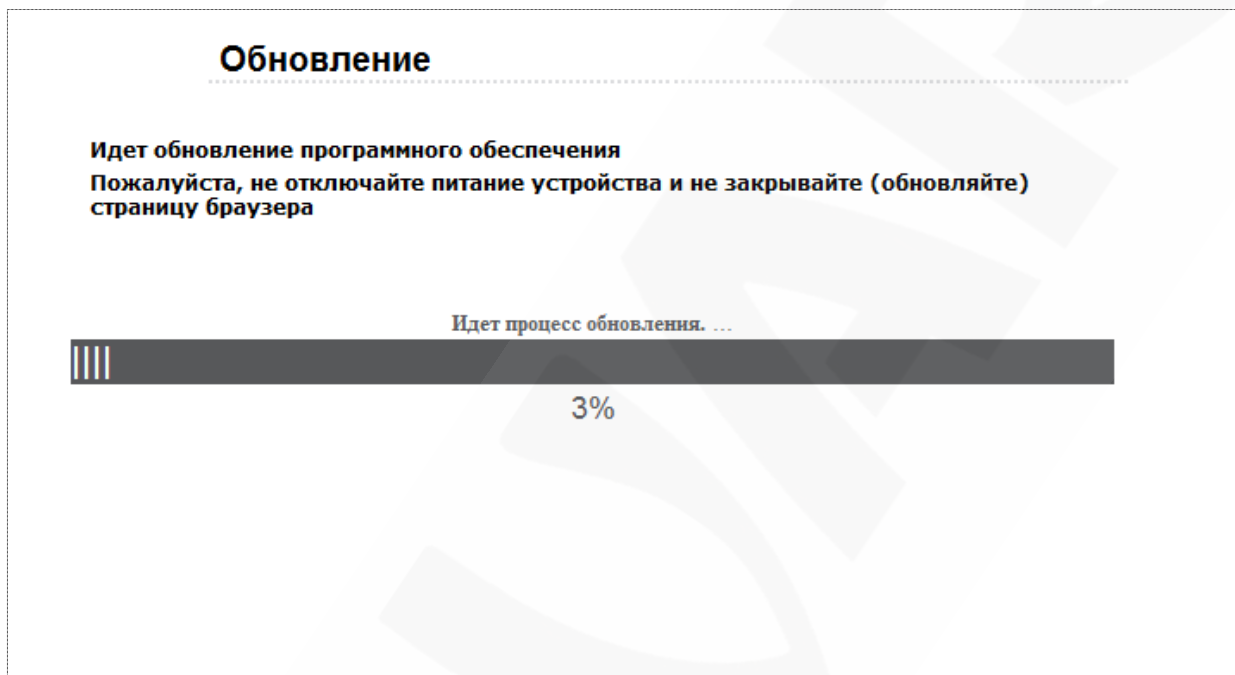 Обновление
Идет обновление программного обеспечения
Пожалуйста, не отключайте питание устройства и не закрывайте (обновляйте)
страницу браузера
Идет процесс обновления. ...
3%